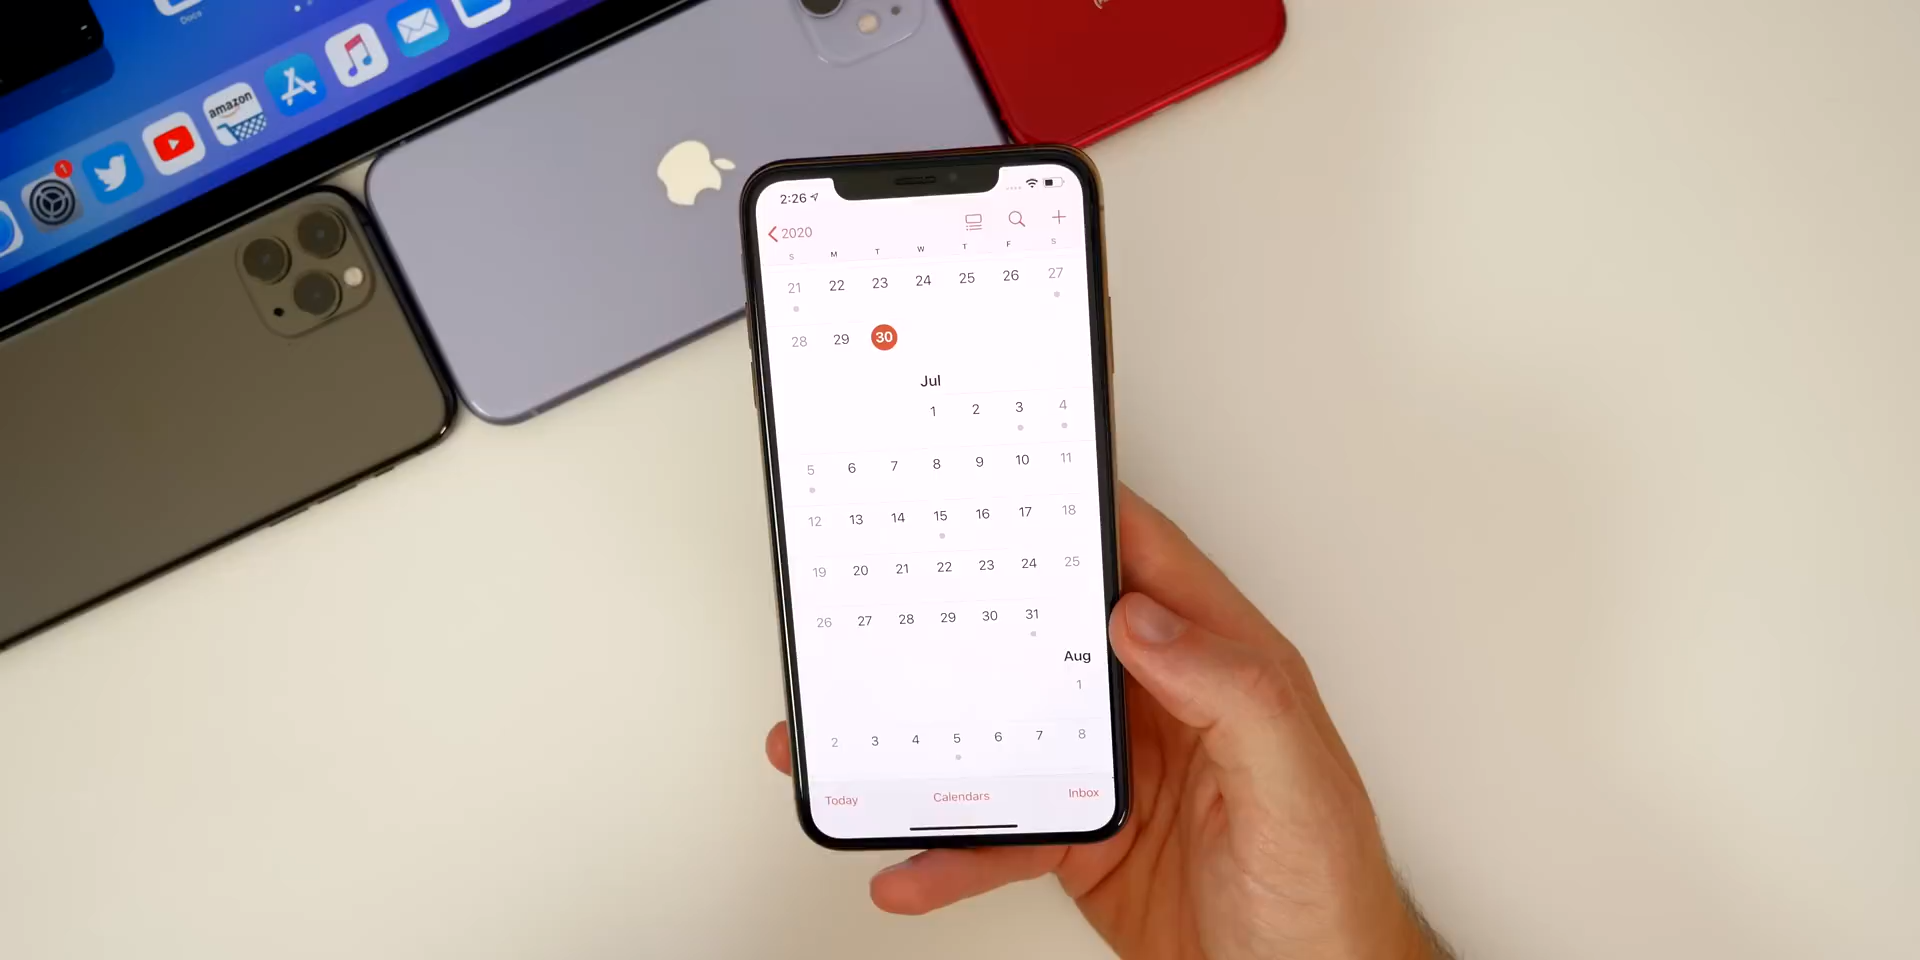 Docs
amazon
1
2:26
2020
S M T W T F S
21 22 23 24 25 26 27
28 29 30
Jul
1 2 3 4
5 6 7 8 9 10 11
12 13 14 15 16 17 18
19 20 21 22 23 24 25
26 27 28 29 30 31
Aug
1
2 3 4 5 6 7 8
Today Calendars Inbox